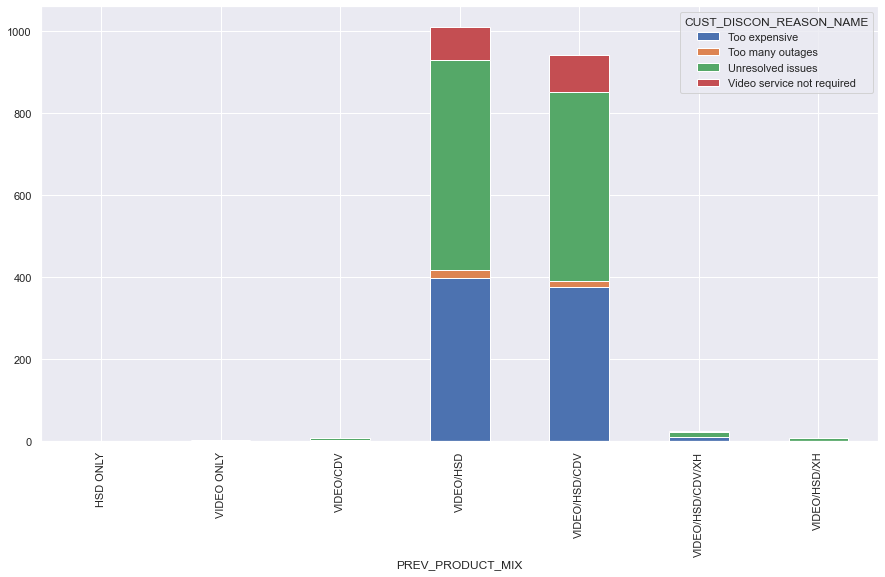 CUST_DISCON_REASON_NAME
Too expensive
Too many outages
Unresolved issues
Video service not required
1000
800
600
400
200
0
HSD ONLY
VIDEO ONLY
VIDEO/CDV
VIDEO/HSD
VIDEO/HSD/CDV
VIDEO/HSD/CDV/XH
VIDEO/HSD/XH
PREV_PRODUCT_MIX